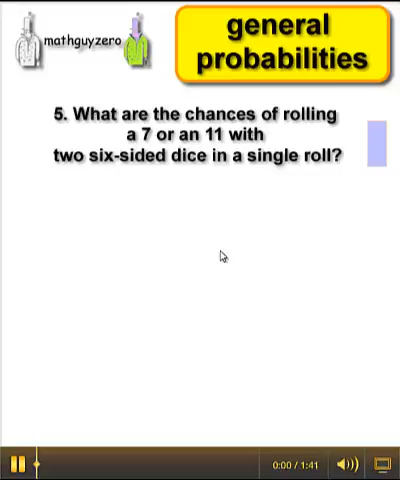 mathguyzero
general
probabilities
5. What are the chances of rolling
a 7 or an 11 with
two six-sided dice in a single roll?
0:00 / 1:41